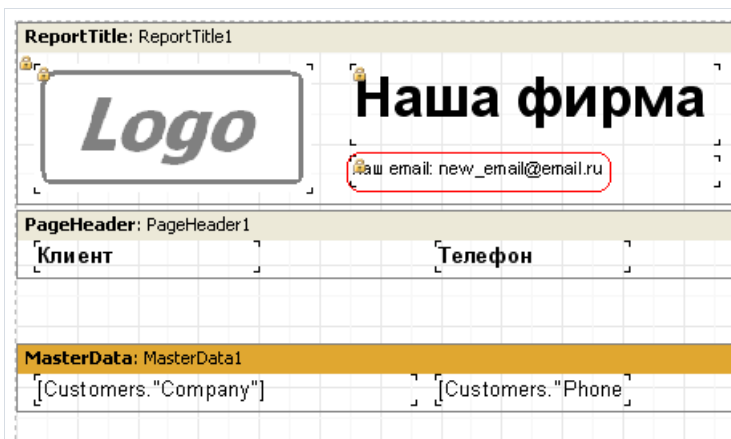 ReportTitle: ReportTitle1
Logo
Наша фирма
Наш email: new_email@email.ru
PageHeader: PageHeader1
Клиент Телефон
MasterData: MasterData1
[Customers."Company"] [Customers."Phone